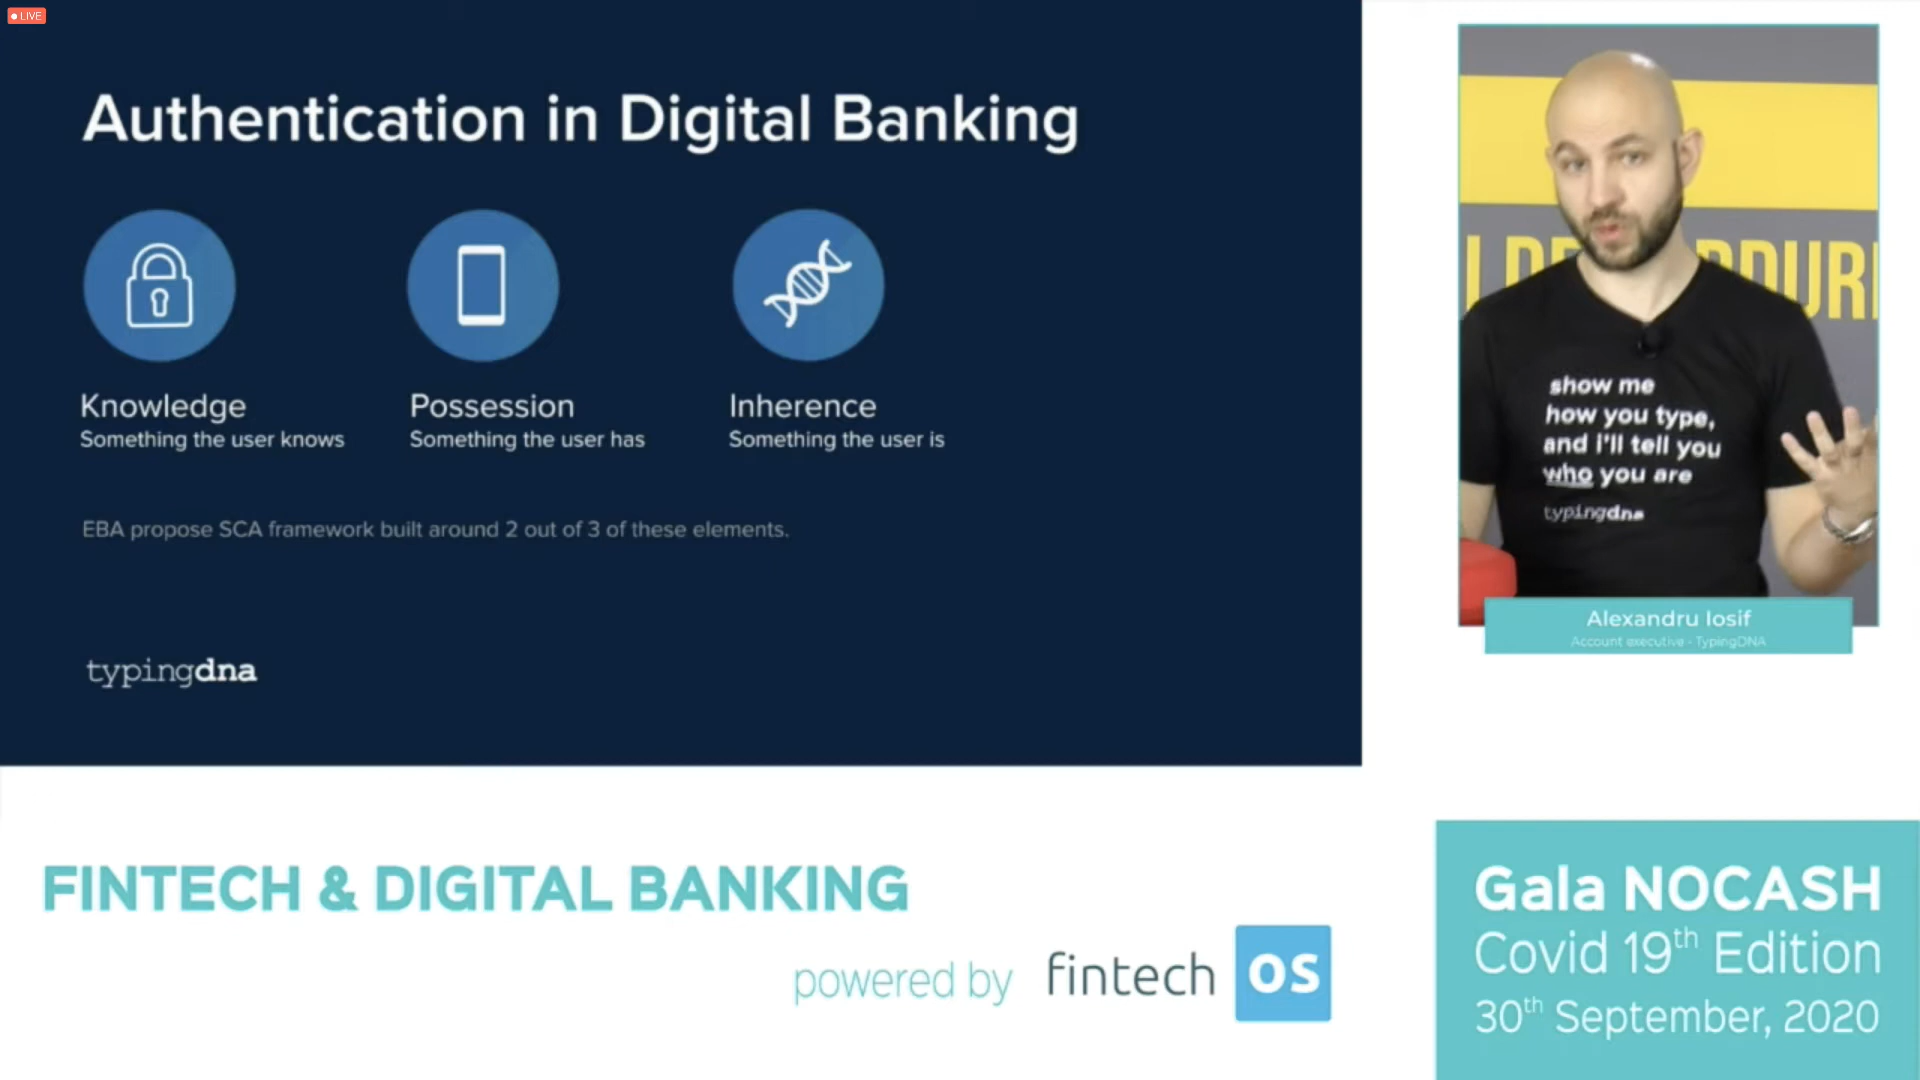 LIVE
Authentication in Digital Banking
Knowledge
Something the user knows
Possession
Something the user has
Inherence
Something the user is
EBA propose SCA framework built around 2 out of 3 of these elements.
typingdna
show me
how you type,
and i'll tell you
who you are
typingdna
Alexandru Iosif
Account executive - TypingDNA
FINTECH & DIGITAL BANKING
powered by fintech OS
Gala NOCASH
Covid 19th Edition
30th September, 2020